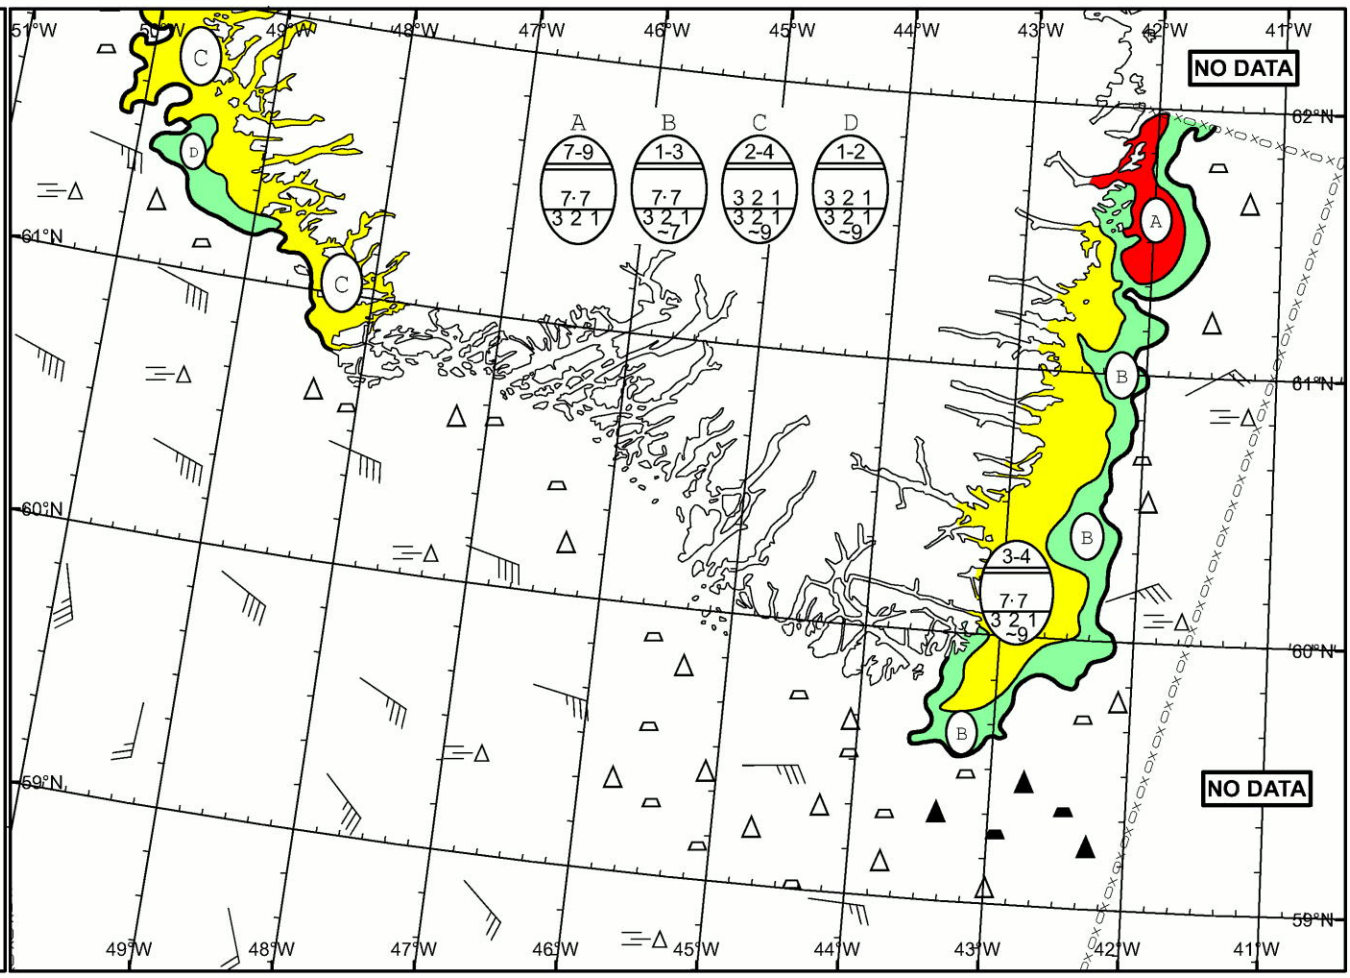 51°W 50°W 49°W 48°W 47°W 46°W 45°W 44°W 43°W 42°W 41°W
NO DATA
C
62°N
A B C D
7-9 1-3 2-4 1-2
7·7 7·7 3 2 1 3 2 1
3 2 1 3 2 1 3 2 1 3 2 1
~7 ~9 ~9
D
A
61°N
C
B
61°N
60°N
B
3-4
7·7
3 2 1
~9
60°N
B
59°N
NO DATA
59°N
49°W 48°W 47°W 46°W 45°W 44°W 43°W 42°W 41°W